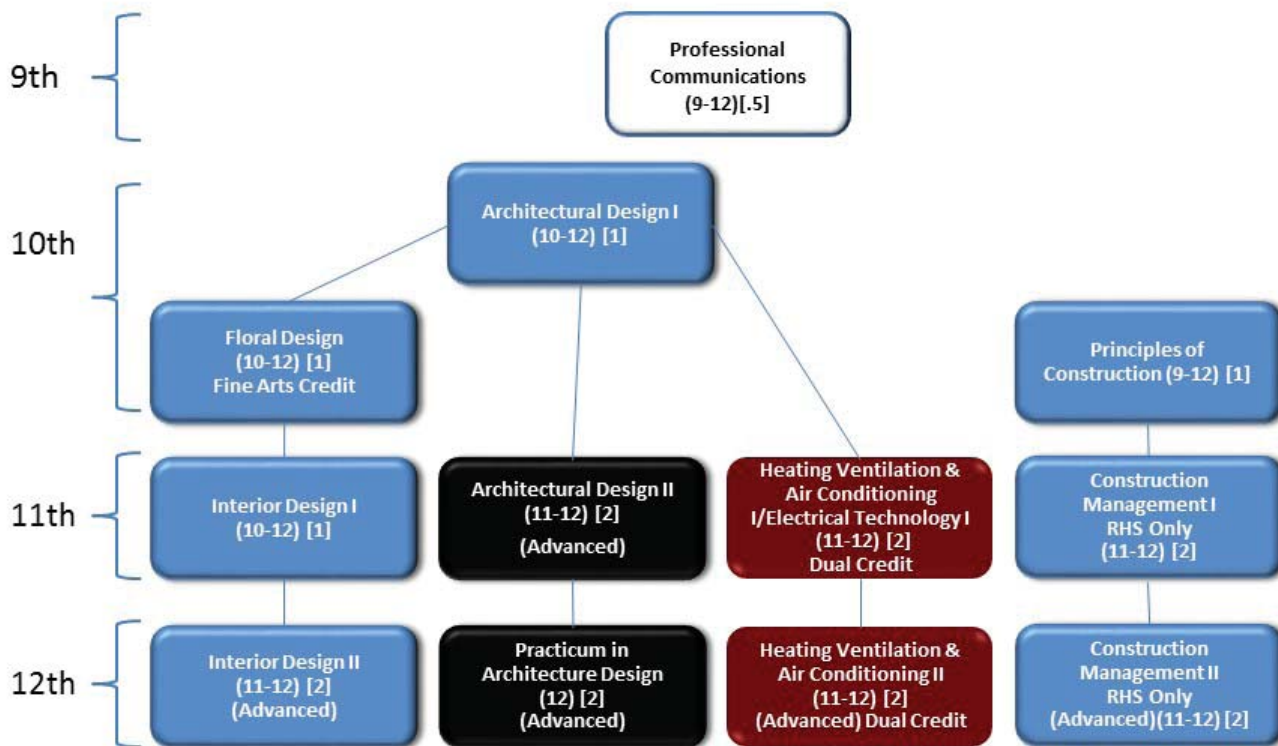 9th
Professional
Communications
(9-12)[.5]
10th
Architectural Design I
(10-12) [1]
Floral Design
(10-12) [1]
Fine Arts Credit
Principles of
Construction (9-12) [1]
11th
Interior Design I
(10-12) [1]
Architectural Design II
(11-12) [2]
(Advanced)
Heating Ventilation &
Air Conditioning
I/Electrical Technology I
(11-12) [2]
Dual Credit
Construction
Management I
RHS Only
(11-12) [2]
12th
Interior Design II
(11-12) [2]
(Advanced)
Practicum in
Architecture Design
(12) [2]
(Advanced)
Heating Ventilation &
Air Conditioning II
(11-12) [2]
(Advanced) Dual Credit
Construction
Management II
RHS Only
(Advanced)(11-12) [2]